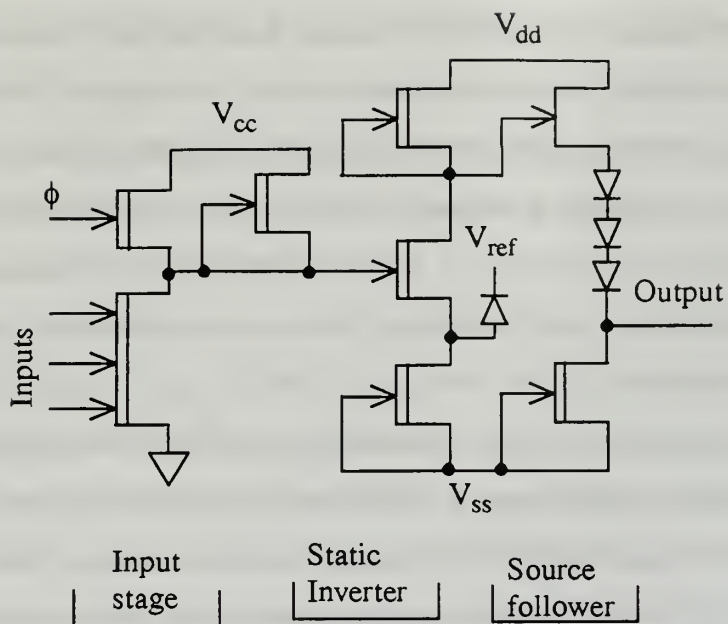 V_dd
V_cc
ϕ
V_ref
Output
Inputs
V_ss
Input
stage
Static
Inverter
Source
follower